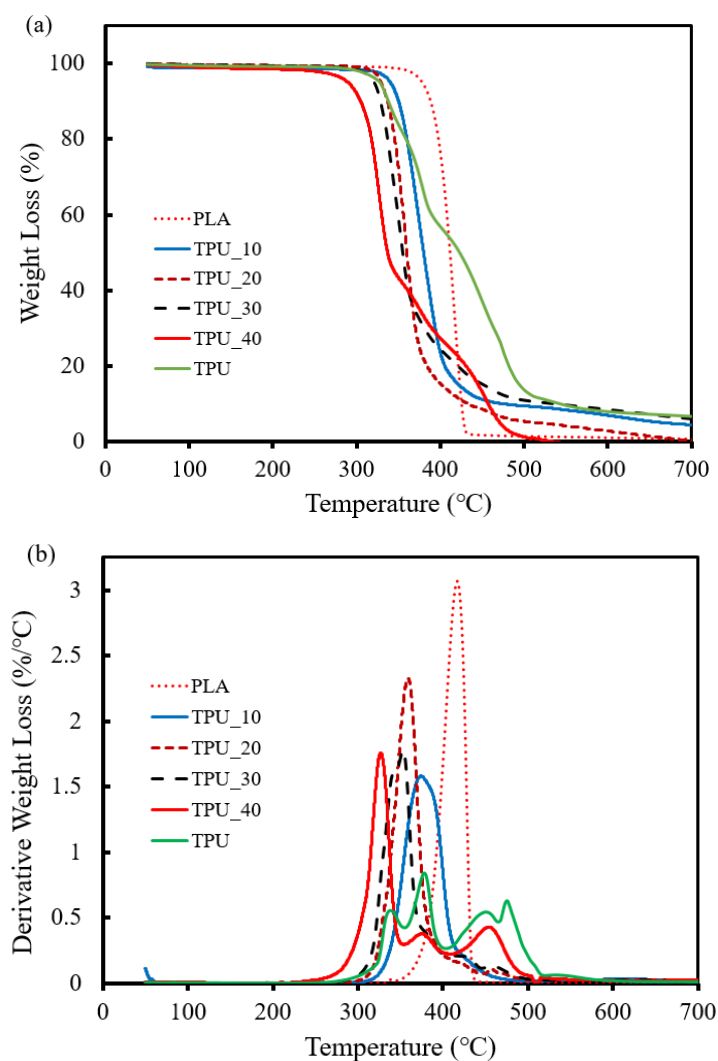 (a)
100
80
60
40
20
0
Weight Loss (%)
PLA
TPU_10
TPU_20
TPU_30
TPU_40
TPU
0 100 200 300 400 500 600 700
Temperature (°C)
(b)
3
2.5
2
1.5
1
0.5
0
Derivative Weight Loss (%/°C)
PLA
TPU_10
TPU_20
TPU_30
TPU_40
TPU
0 100 200 300 400 500 600 700
Temperature (°C)